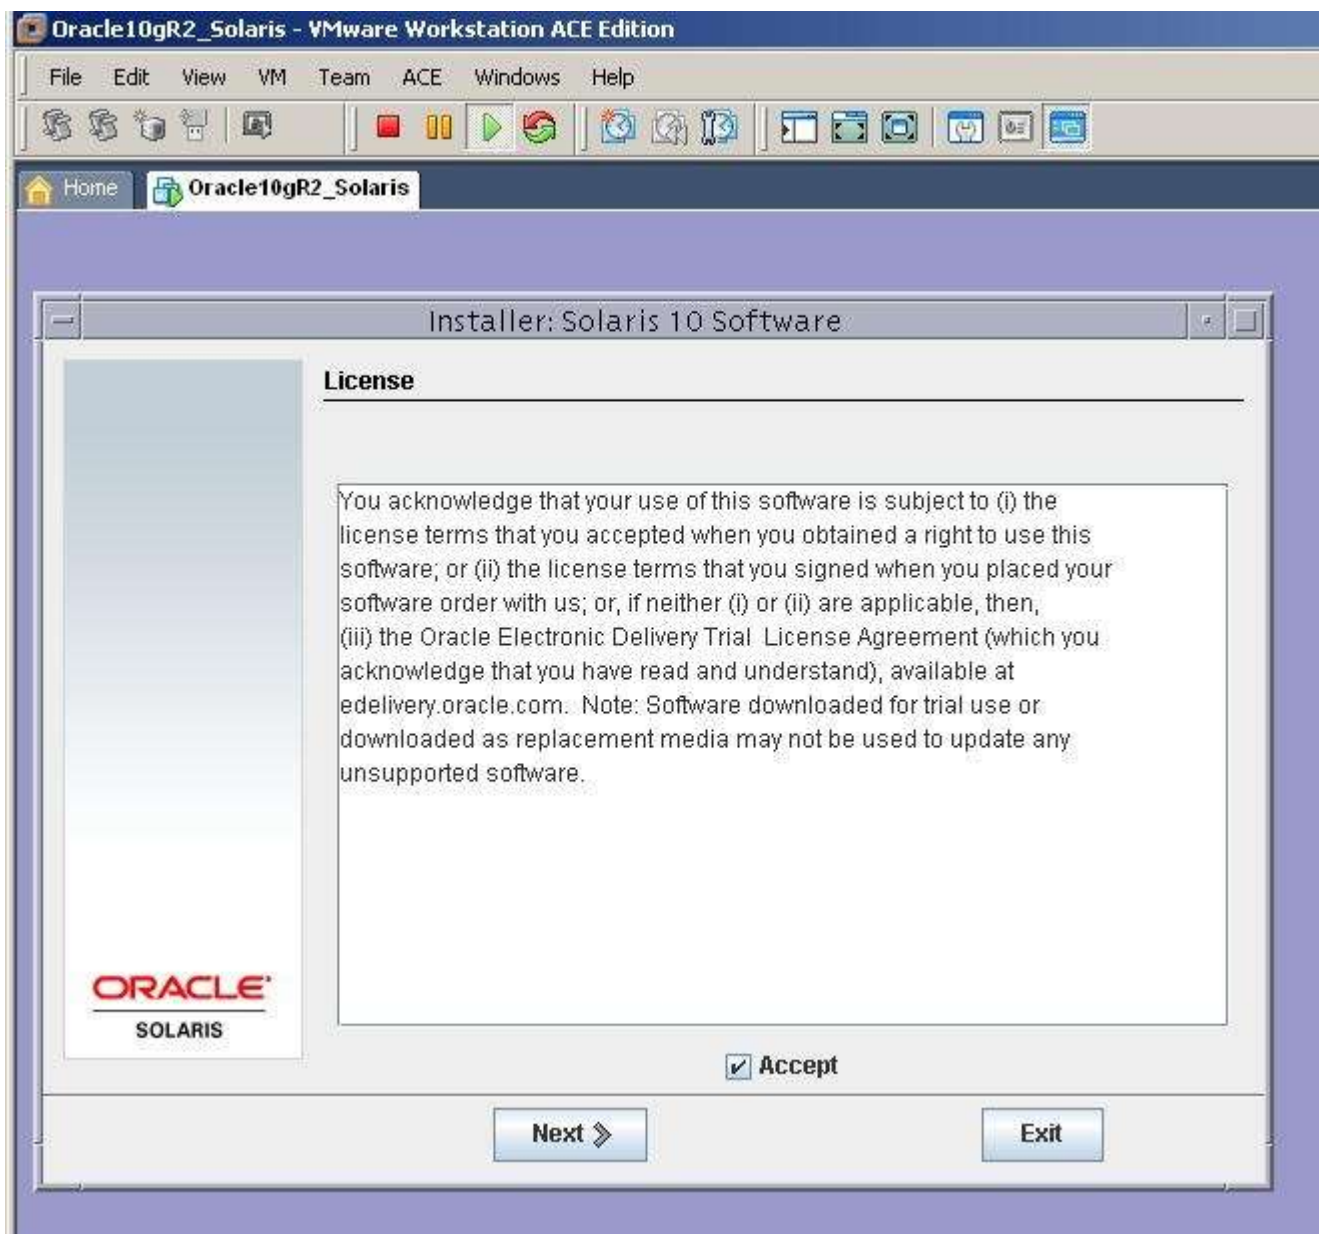 Oracle10gR2_Solaris - VMware Workstation ACE Edition
File Edit View VM Team ACE Windows Help
Home Oracle10gR2_Solaris
Installer: Solaris 10 Software
License
You acknowledge that your use of this software is subject to (i) the
license terms that you accepted when you obtained a right to use this
software; or (ii) the license terms that you signed when you placed your
software order with us; or, if neither (i) or (ii) are applicable, then,
(iii) the Oracle Electronic Delivery Trial  License Agreement (which you
acknowledge that you have read and understand), available at
edelivery.oracle.com.  Note: Software downloaded for trial use or
downloaded as replacement media may not be used to update any
unsupported software.
ORACLE
SOLARIS
Accept
Next
Exit